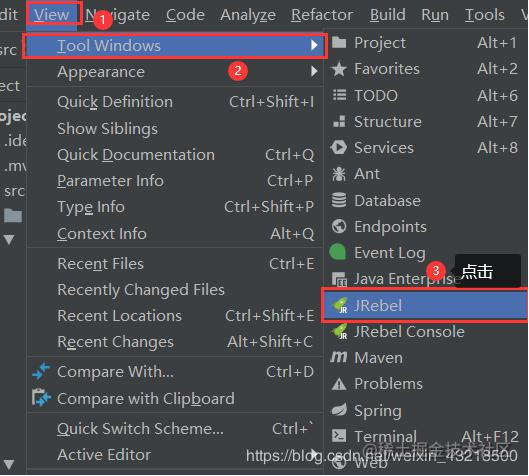 dit View Navigate Code Analyze Refactor Build Run Tools V
1
src
ect
roje
.ide
.mv
src
Tool Windows
2
Appearance
Quick Definition Ctrl+Shift+I
Show Siblings
Quick Documentation Ctrl+Q
Parameter Info Ctrl+P
Type Info Ctrl+Shift+P
Context Info Alt+Q
Recent Files Ctrl+E
Recently Changed Files
Recent Locations Ctrl+Shift+E
Recent Changes Alt+Shift+C
Compare With... Ctrl+D
Compare with Clipboard
Quick Switch Scheme... Ctrl+`
Active Editor
Project Alt+1
Favorites Alt+2
TODO Alt+6
Structure Alt+7
Services Alt+8
Ant
Database
Endpoints
Event Log
3 点击
Java Enterprise
JR JRebel
JR JRebel Console
Maven
Problems
Spring
Terminal Alt+F12
Web
@稀土掘金技术社区
https://blog.csdn.net/weixin_43218500